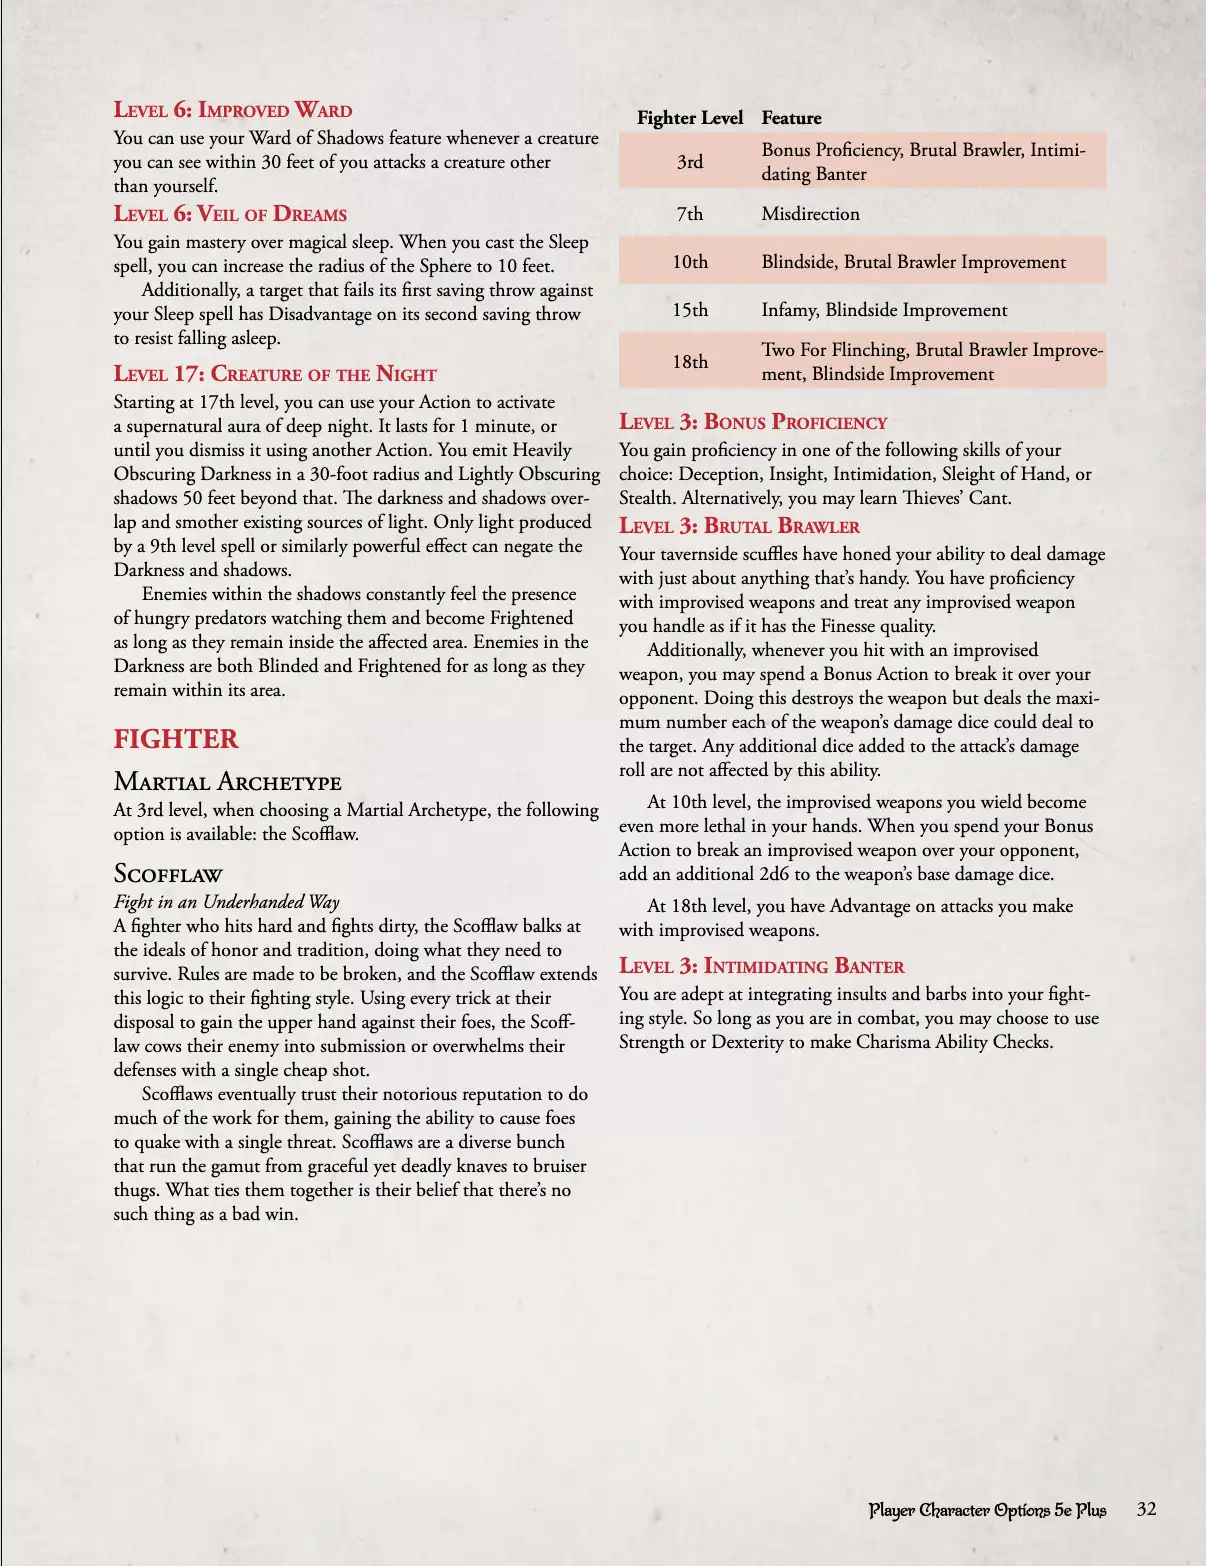 Level 6: Improved Ward
You can use your Ward of Shadows feature whenever a creature
you can see within 30 feet of you attacks a creature other
than yourself.
Level 6: Veil of Dreams
You gain mastery over magical sleep. When you cast the Sleep
spell, you can increase the radius of the Sphere to 10 feet.
Additionally, a target that fails its first saving throw against
your Sleep spell has Disadvantage on its second saving throw
to resist falling asleep.
Level 17: Creature of the Night
Starting at 17th level, you can use your Action to activate
a supernatural aura of deep night. It lasts for 1 minute, or
until you dismiss it using another Action. You emit Heavily
Obscuring Darkness in a 30-foot radius and Lightly Obscuring
shadows 50 feet beyond that. The darkness and shadows over-
lap and smother existing sources of light. Only light produced
by a 9th level spell or similarly powerful effect can negate the
Darkness and shadows.
Enemies within the shadows constantly feel the presence
of hungry predators watching them and become Frightened
as long as they remain inside the affected area. Enemies in the
Darkness are both Blinded and Frightened for as long as they
remain within its area.
FIGHTER
Martial Archetype
At 3rd level, when choosing a Martial Archetype, the following
option is available: the Scofflaw.
Scofflaw
Fight in an Underhanded Way
A fighter who hits hard and fights dirty, the Scofflaw balks at
the ideals of honor and tradition, doing what they need to
survive. Rules are made to be broken, and the Scofflaw extends
this logic to their fighting style. Using every trick at their
disposal to gain the upper hand against their foes, the Scoff-
law cows their enemy into submission or overwhelms their
defenses with a single cheap shot.
Scofflaws eventually trust their notorious reputation to do
much of the work for them, gaining the ability to cause foes
to quake with a single threat. Scofflaws are a diverse bunch
that run the gamut from graceful yet deadly knaves to bruiser
thugs. What ties them together is their belief that there's no
such thing as a bad win.
Fighter Level Feature
3rd Bonus Proficiency, Brutal Brawler, Intimi-
dating Banter
7th Misdirection
10th Blindside, Brutal Brawler Improvement
15th Infamy, Blindside Improvement
18th Two For Flinching, Brutal Brawler Improve-
ment, Blindside Improvement
Level 3: Bonus Proficiency
You gain proficiency in one of the following skills of your
choice: Deception, Insight, Intimidation, Sleight of Hand, or
Stealth. Alternatively, you may learn Thieves' Cant.
Level 3: Brutal Brawler
Your tavernside scuffles have honed your ability to deal damage
with just about anything that's handy. You have proficiency
with improvised weapons and treat any improvised weapon
you handle as if it has the Finesse quality.
Additionally, whenever you hit with an improvised
weapon, you may spend a Bonus Action to break it over your
opponent. Doing this destroys the weapon but deals the maxi-
mum number each of the weapon's damage dice could deal to
the target. Any additional dice added to the attack's damage
roll are not affected by this ability.
At 10th level, the improvised weapons you wield become
even more lethal in your hands. When you spend your Bonus
Action to break an improvised weapon over your opponent,
add an additional 2d6 to the weapon's base damage dice.
At 18th level, you have Advantage on attacks you make
with improvised weapons.
Level 3: Intimidating Banter
You are adept at integrating insults and barbs into your fight-
ing style. So long as you are in combat, you may choose to use
Strength or Dexterity to make Charisma Ability Checks.
Player Character Options 5e Plus 32